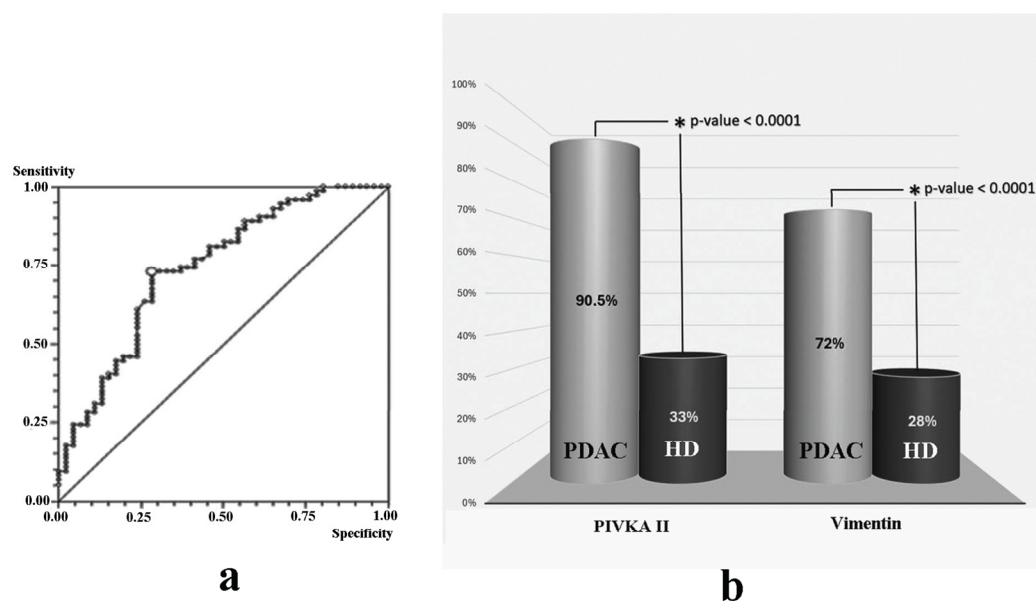 Sensitivity
1.00
0.75
0.50
0.25
0.00
0.00 0.25 0.50 0.75 1.00
Specificity
a
100%
90%
80%
70%
60%
50%
40%
30%
20%
10%
0%
* p-value < 0.0001
* p-value < 0.0001
90.5%
72%
33%
28%
PDAC HD PDAC HD
PIVKA II Vimentin
b